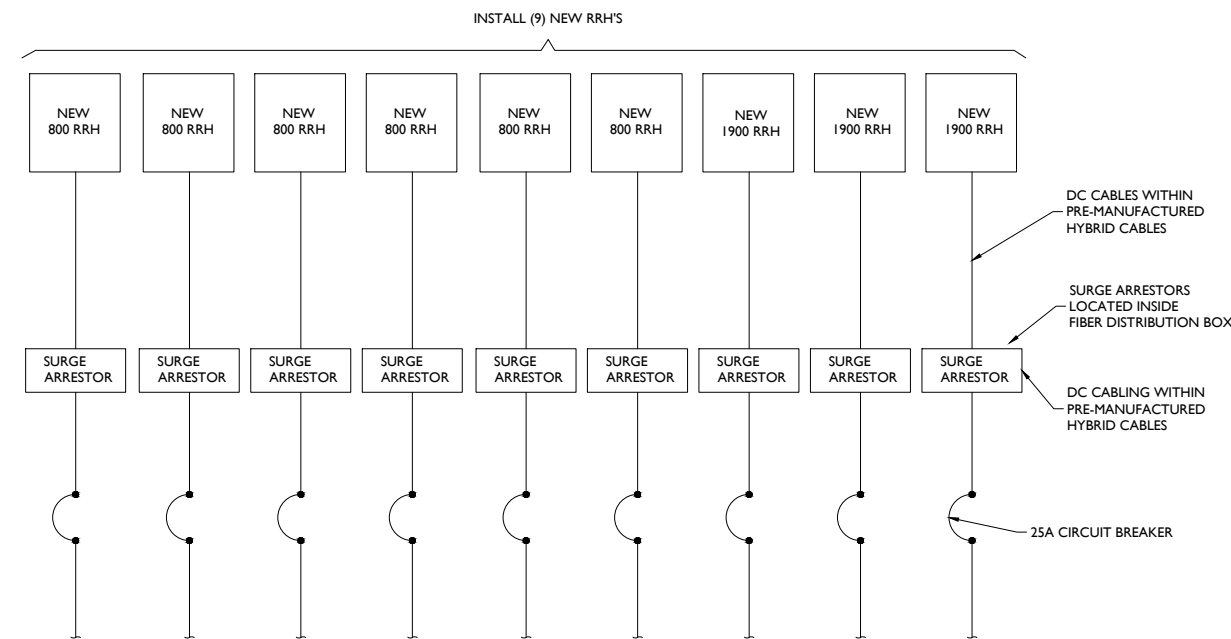 INSTALL (9) NEW RRH'S
NEW
800 RRH
NEW
800 RRH
NEW
800 RRH
NEW
800 RRH
NEW
800 RRH
NEW
800 RRH
NEW
1900 RRH
NEW
1900 RRH
NEW
1900 RRH
DC CABLES WITHIN
PRE-MANUFACTURED
HYBRID CABLES
SURGE ARRESTORS
LOCATED INSIDE
FIBER DISTRIBUTION BOX
SURGE
ARRESTOR
SURGE
ARRESTOR
SURGE
ARRESTOR
SURGE
ARRESTOR
SURGE
ARRESTOR
SURGE
ARRESTOR
SURGE
ARRESTOR
SURGE
ARRESTOR
SURGE
ARRESTOR
DC CABLING WITHIN
PRE-MANUFACTURED
HYBRID CABLES
25A CIRCUIT BREAKER